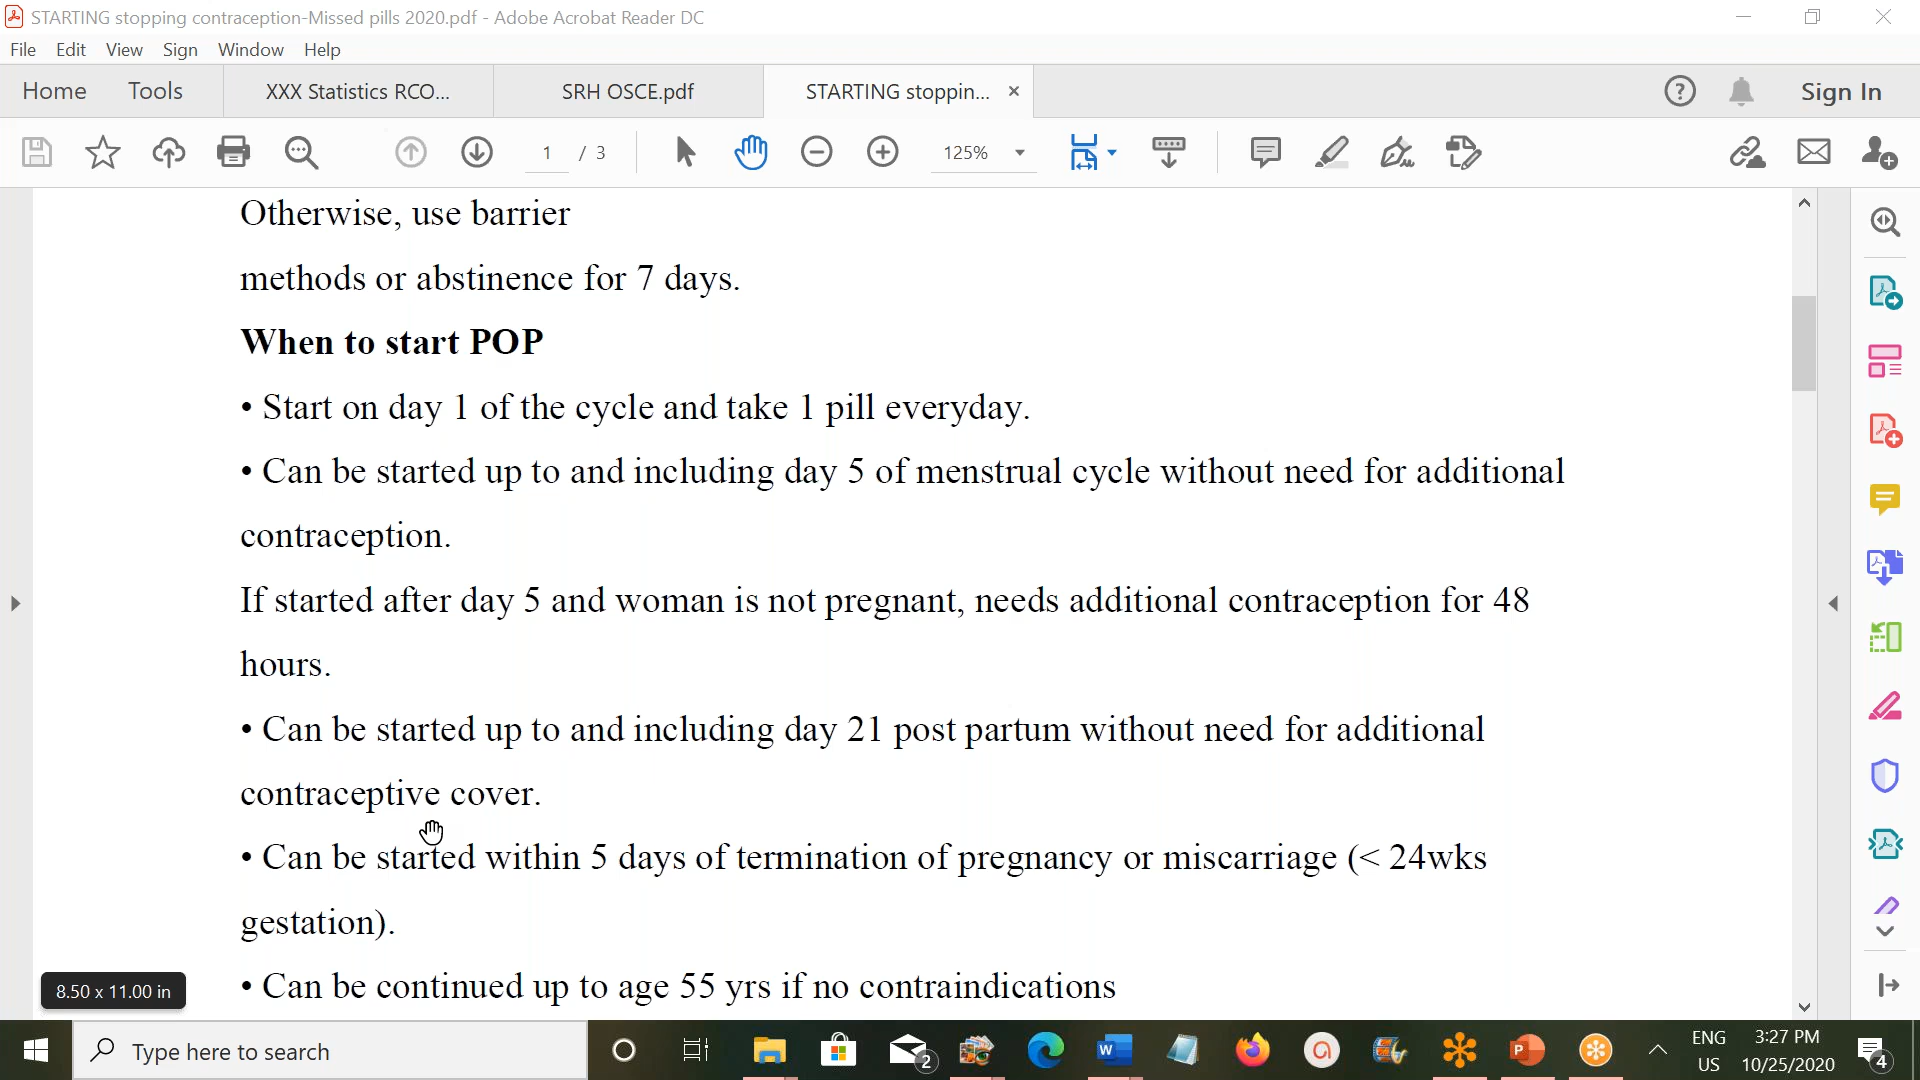 STARTING stopping contraception-Missed pills 2020.pdf - Adobe Acrobat Reader DC
File Edit View Sign Window Help
Home Tools XXX Statistics RCO... SRH OSCE.pdf STARTING stoppin... × Sign In
1 / 3 125%
Otherwise, use barrier
methods or abstinence for 7 days.
When to start POP
• Start on day 1 of the cycle and take 1 pill everyday.
• Can be started up to and including day 5 of menstrual cycle without need for additional
contraception.
If started after day 5 and woman is not pregnant, needs additional contraception for 48
hours.
• Can be started up to and including day 21 post partum without need for additional
contraceptive cover.
• Can be started within 5 days of termination of pregnancy or miscarriage (< 24wks
gestation).
• Can be continued up to age 55 yrs if no contraindications
8.50 x 11.00 in
Type here to search
2
W
P
ENG
US
3:27 PM
10/25/2020
4